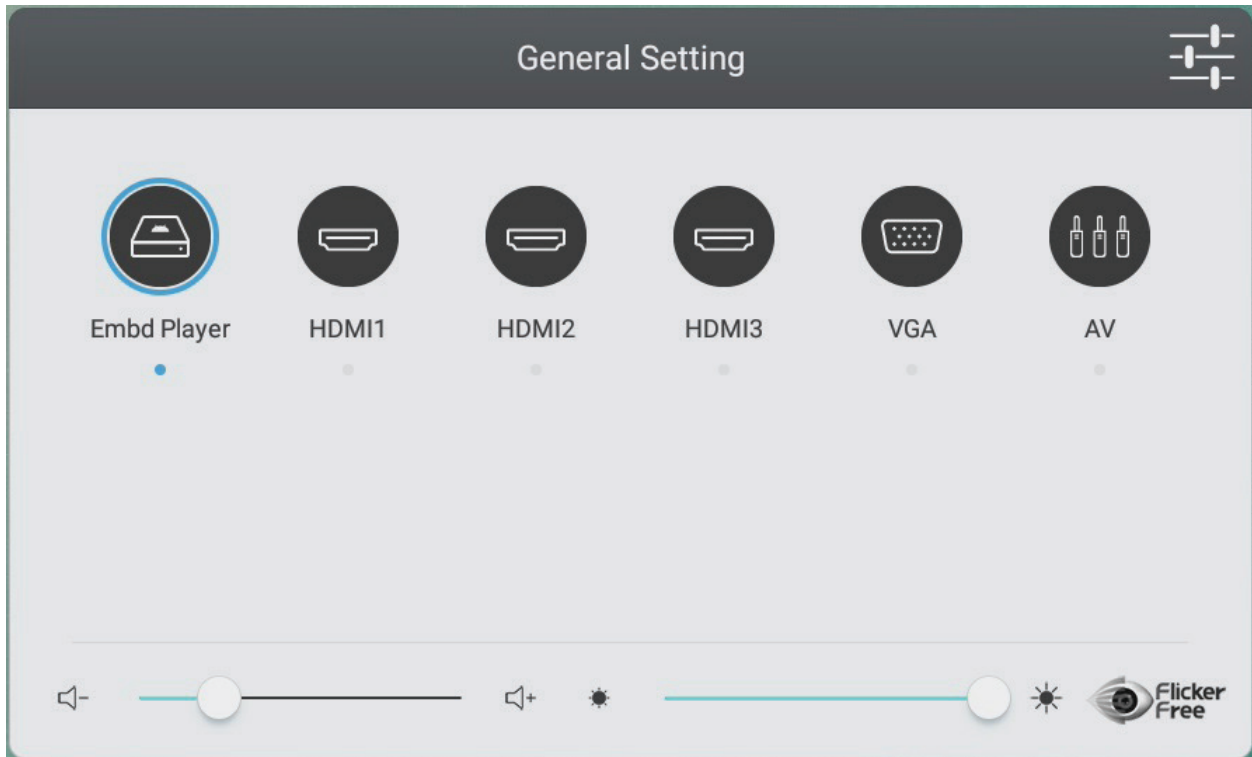 General Setting
Embd Player
HDMI1
HDMI2
HDMI3
VGA
AV
Flicker
Free